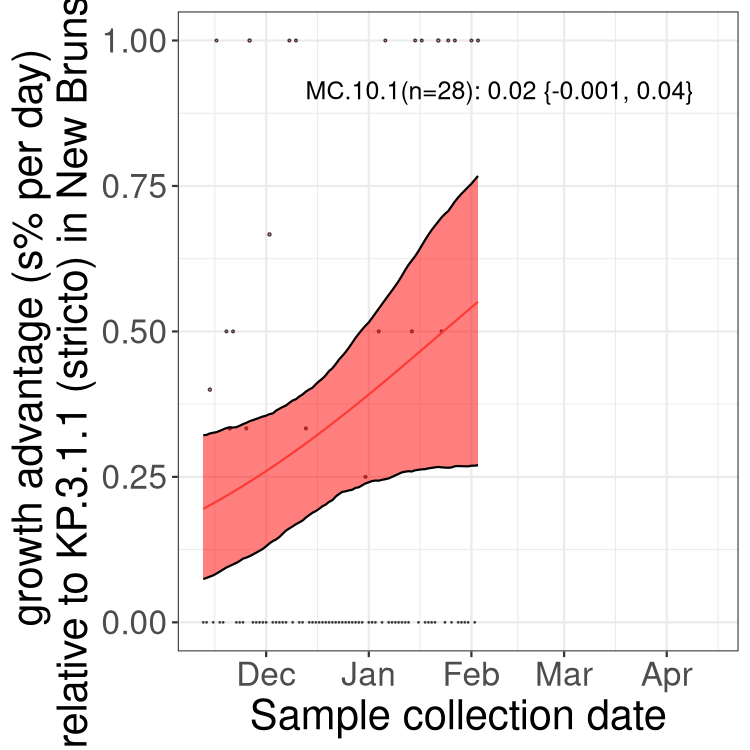 growth advantage (s% per day)
relative to KP.3.1.1 (stricto) in New Bruns
1.00
0.75
0.50
0.25
0.00
MC.10.1(n=28): 0.02 {-0.001, 0.04}
Dec Jan Feb Mar Apr
Sample collection date